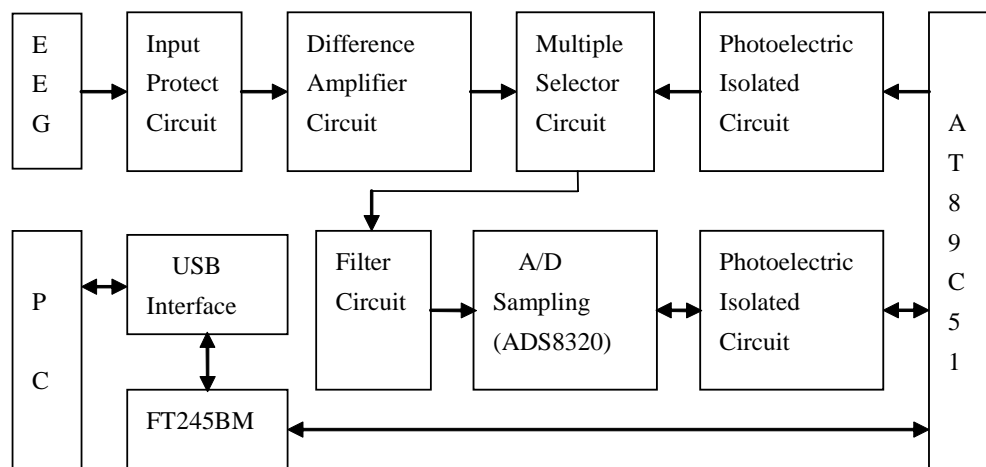 E
E
G
Input
Protect
Circuit
Difference
Amplifier
Circuit
Multiple
Selector
Circuit
Photoelectric
Isolated
Circuit
A
T
8
9
C
5
1
P
C
USB
Interface
Filter
Circuit
A/D
Sampling
(ADS8320)
Photoelectric
Isolated
Circuit
FT245BM